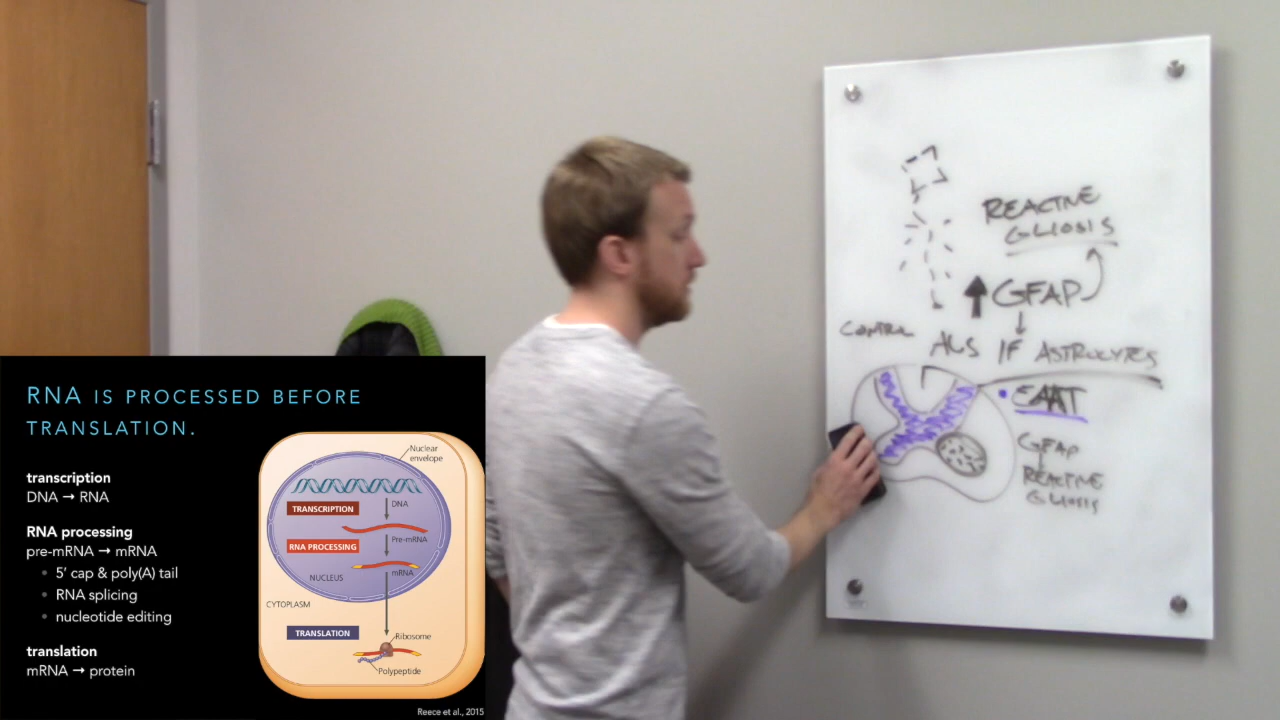 RNA IS PROCESSED BEFORE
TRANSLATION.
transcription
DNA → RNA
RNA processing
pre-mRNA → mRNA
• 5′ cap & poly(A) tail
• RNA splicing
• nucleotide editing
translation
mRNA → protein
Nuclear
envelope
DNA
TRANSCRIPTION
RNA PROCESSING
Pre-mRNA
mRNA
NUCLEUS
CYTOPLASM
TRANSLATION
Ribosome
Polypeptide
Reece et al., 2015
REACTIVE
GLIOSIS
GFAP
CONTROL
ALS IF ASTROCYTES
• EAAT
GFAP
REACTIVE
GLIOSIS